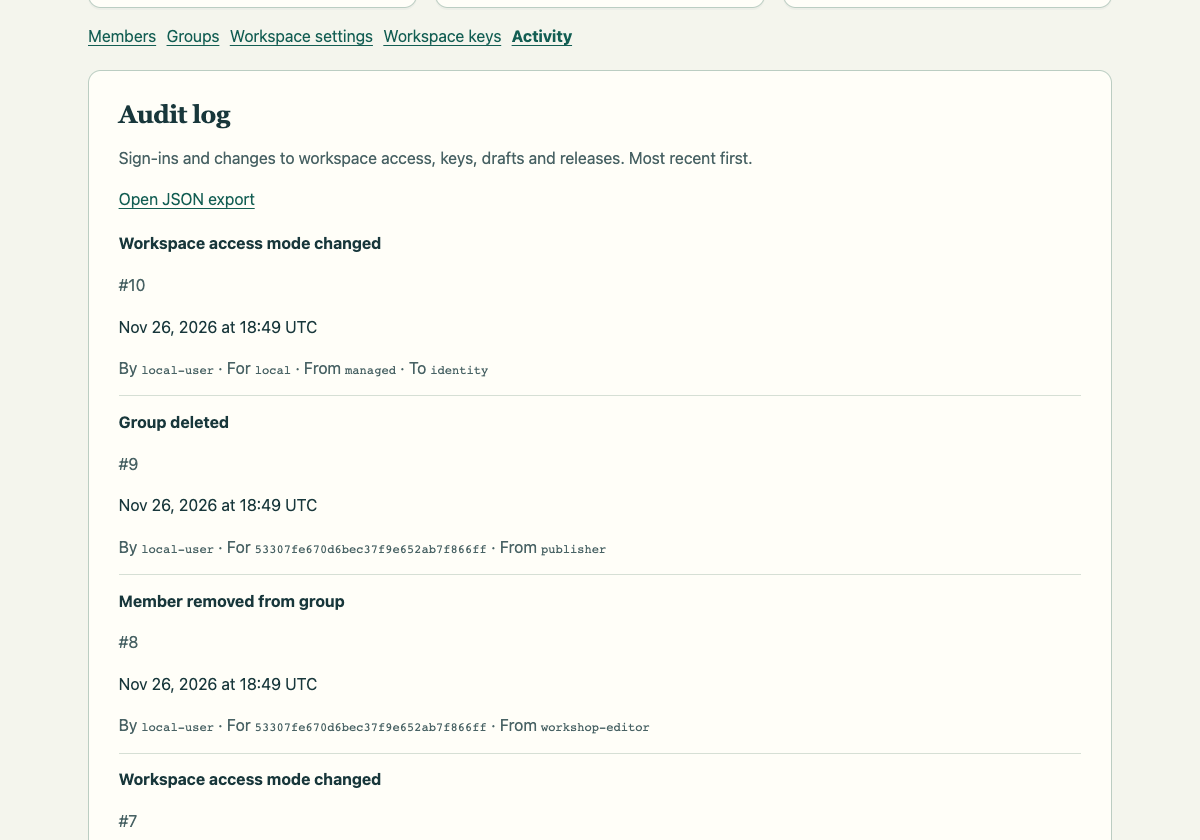 Members Groups Workspace settings Workspace keys Activity
Audit log
Sign-ins and changes to workspace access, keys, drafts and releases. Most recent first.
Open JSON export
Workspace access mode changed
#10
Nov 26, 2026 at 18:49 UTC
By local-user · For local · From managed · To identity
Group deleted
#9
Nov 26, 2026 at 18:49 UTC
By local-user · For 53307fe670d6bec37f9e652ab7f866ff · From publisher
Member removed from group
#8
Nov 26, 2026 at 18:49 UTC
By local-user · For 53307fe670d6bec37f9e652ab7f866ff · From workshop-editor
Workspace access mode changed
#7